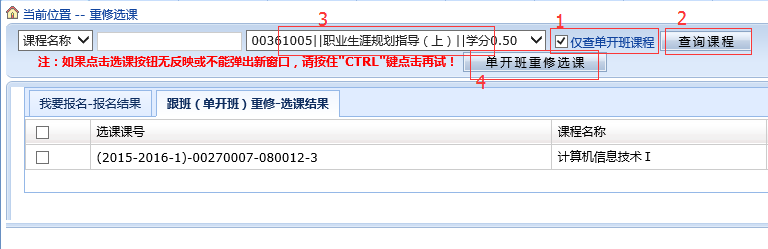 当前位置 -- 重修选课
3 1 2
课程名称 00361005||职业生涯规划指导（上）||学分0.50 仅查单开班课程 查询课程
注：如果点击选课按钮无反映或不能弹出新窗口，请按住"CTRL"键点击再试！ 单开班重修选课
4
我要报名-报名结果 跟班（单开班）重修-选课结果
选课课号 课程名称
(2015-2016-1)-00270007-080012-3 计算机信息技术Ⅰ